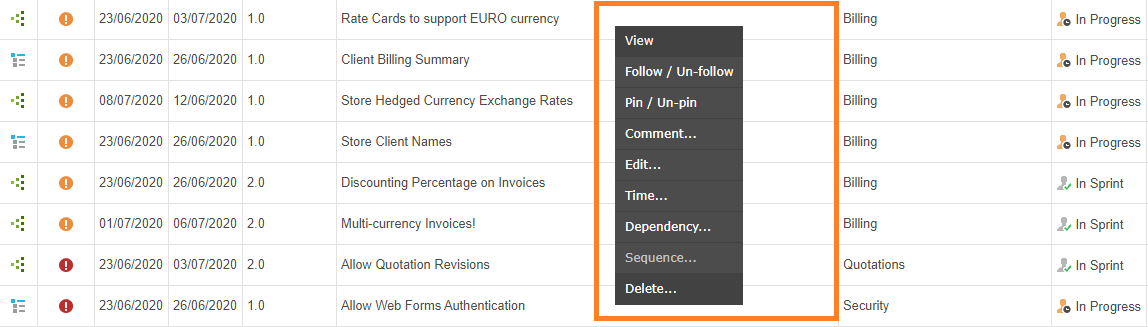 23/06/2020 03/07/2020 1.0 Rate Cards to support EURO currency Billing In Progress
View
23/06/2020 26/06/2020 1.0 Client Billing Summary Billing In Progress
Follow / Un-follow
08/07/2020 12/06/2020 1.0 Store Hedged Currency Exchange Rates Pin / Un-pin Billing In Progress
Comment...
23/06/2020 26/06/2020 1.0 Store Client Names Billing In Progress
Edit...
23/06/2020 26/06/2020 2.0 Discounting Percentage on Invoices Billing In Sprint
Time...
01/07/2020 06/07/2020 2.0 Multi-currency Invoices! Dependency... Billing In Sprint
Sequence...
23/06/2020 03/07/2020 2.0 Allow Quotation Revisions Quotations In Sprint
Delete...
23/06/2020 26/06/2020 1.0 Allow Web Forms Authentication Security In Progress